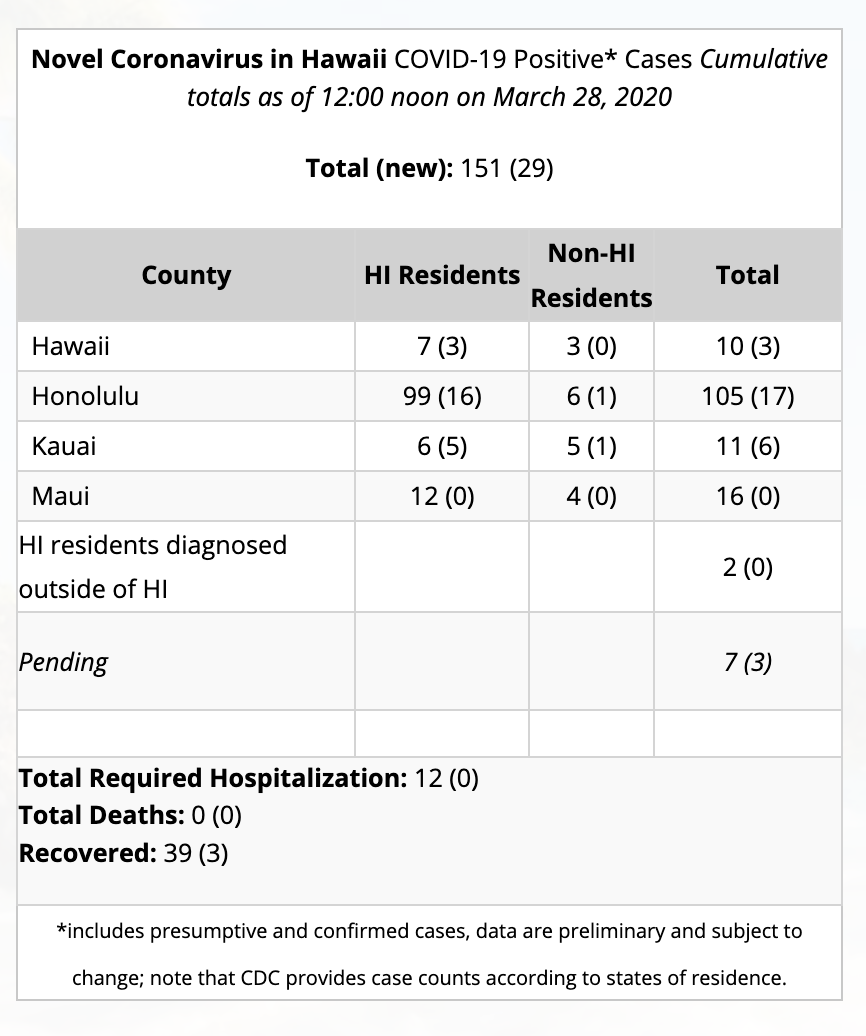 Novel Coronavirus in Hawaii COVID-19 Positive* Cases Cumulative
totals as of 12:00 noon on March 28, 2020
Total (new): 151 (29)
County HI Residents Non-HI Residents Total
Hawaii 7 (3) 3 (0) 10 (3)
Honolulu 99 (16) 6 (1) 105 (17)
Kauai 6 (5) 5 (1) 11 (6)
Maui 12 (0) 4 (0) 16 (0)
HI residents diagnosed
outside of HI 2 (0)
Pending 7 (3)
Total Required Hospitalization: 12 (0)
Total Deaths: 0 (0)
Recovered: 39 (3)
*includes presumptive and confirmed cases, data are preliminary and subject to
change; note that CDC provides case counts according to states of residence.